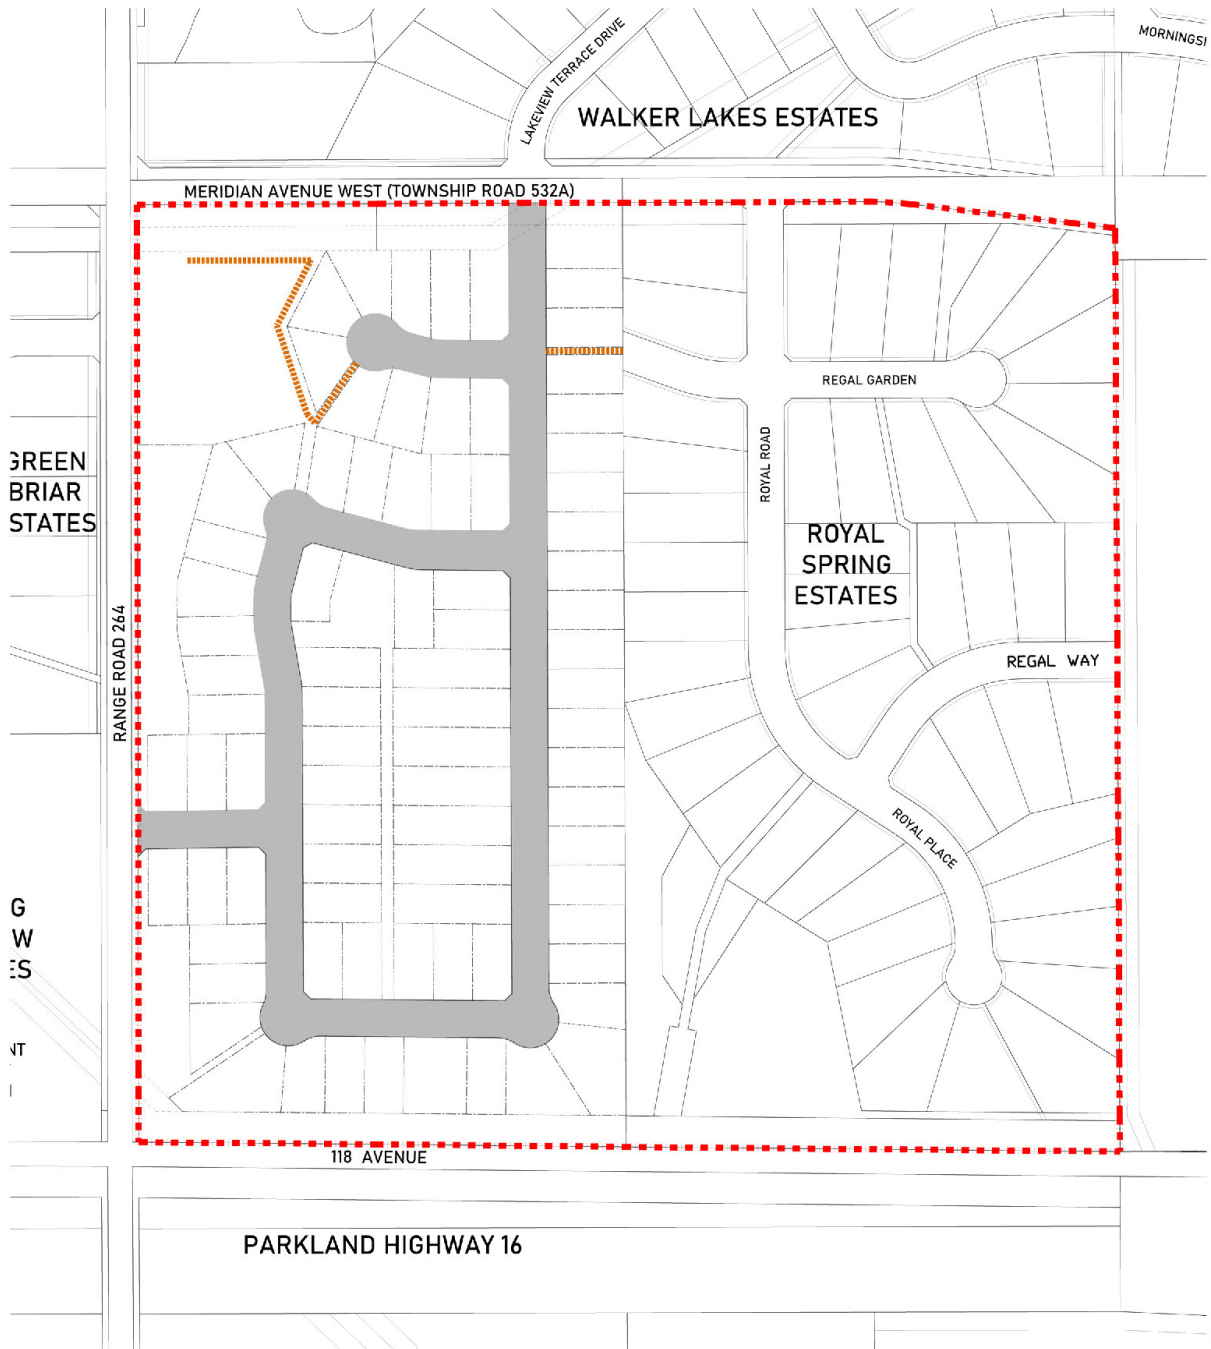 LAKEVIEW TERRACE DRIVE
MORNINGSI
WALKER LAKES ESTATES
MERIDIAN AVENUE WEST (TOWNSHIP ROAD 532A)
REGAL GARDEN
ROYAL ROAD
GREEN
BRIAR
STATES
ROYAL
SPRING
ESTATES
RANGE ROAD 264
REGAL WAY
ROYAL PLACE
G
W
ES
NT
118 AVENUE
PARKLAND HIGHWAY 16